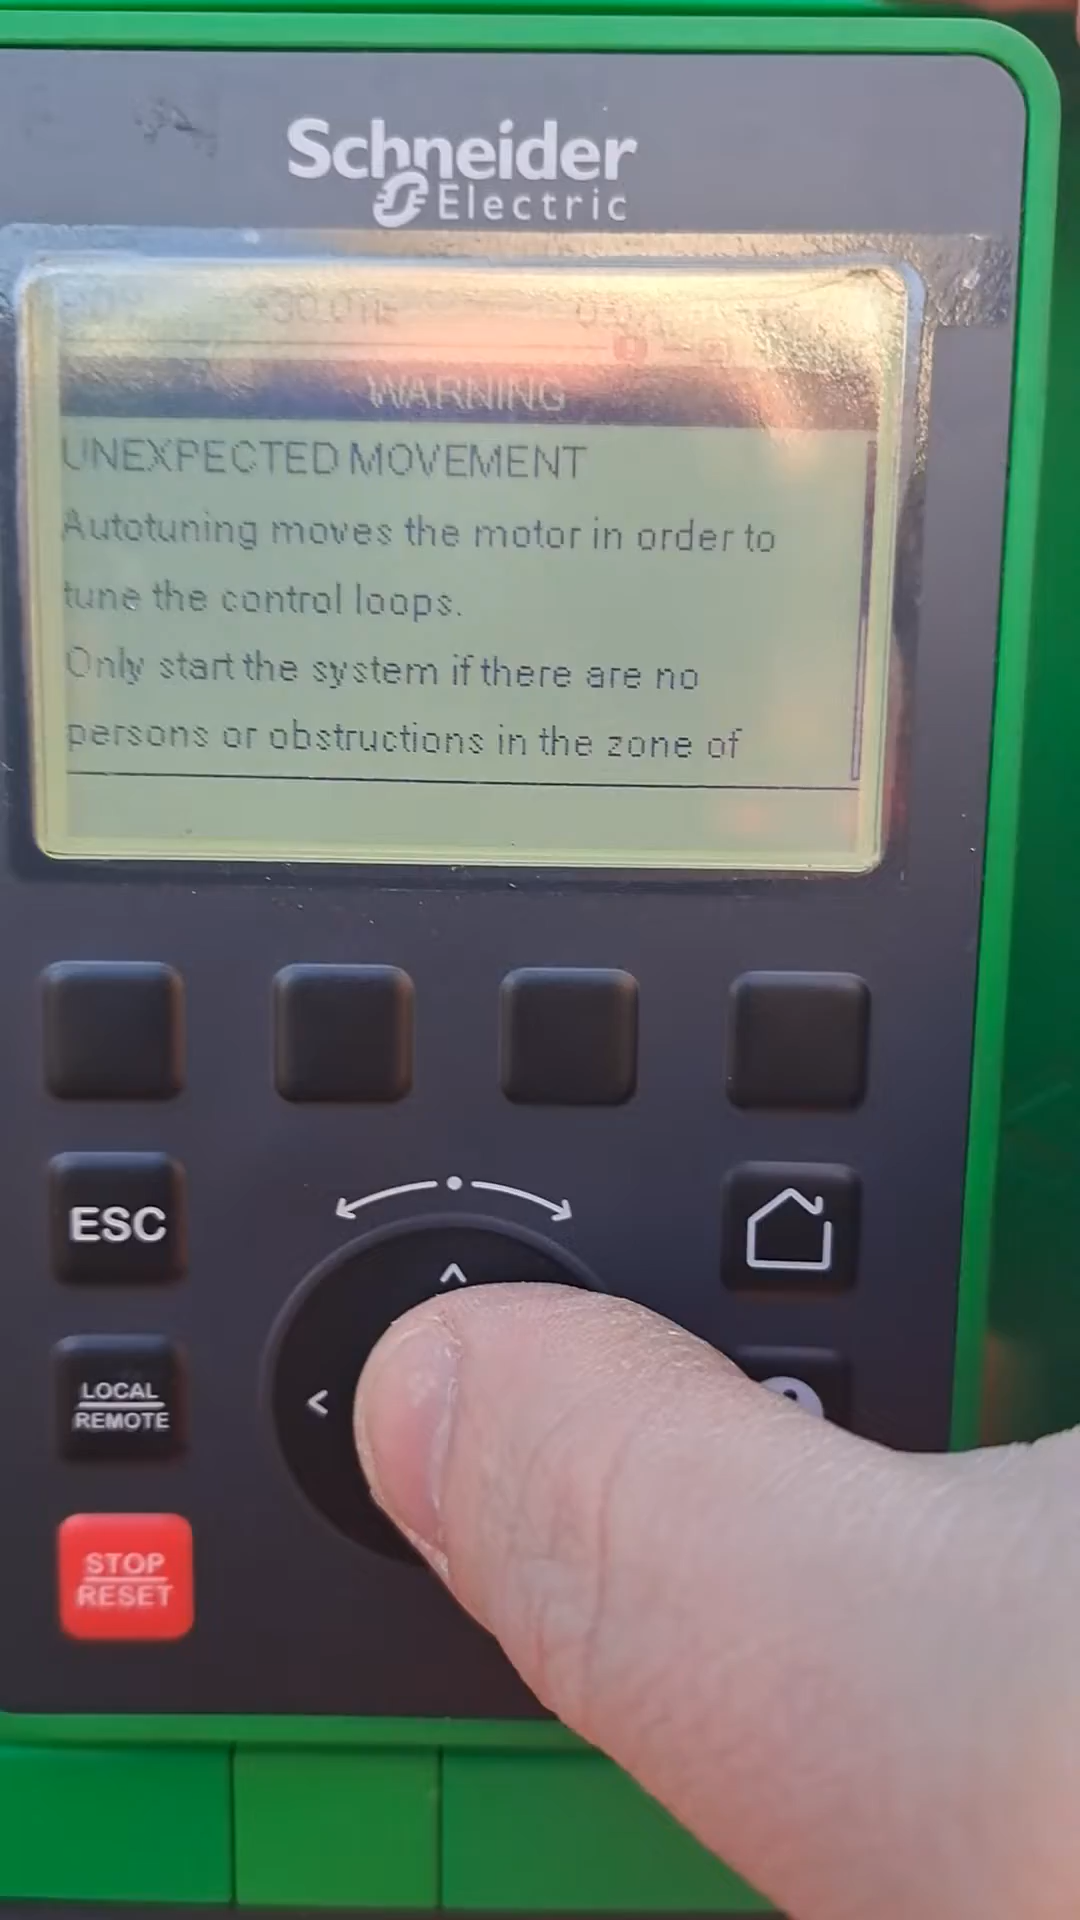 Schneider
Electric
WARNING
UNEXPECTED MOVEMENT
Autotuning moves the motor in order to
tune the control loops.
Only start the system if there are no
persons or obstructions in the zone of
ESC
LOCAL
REMOTE
STOP
RESET